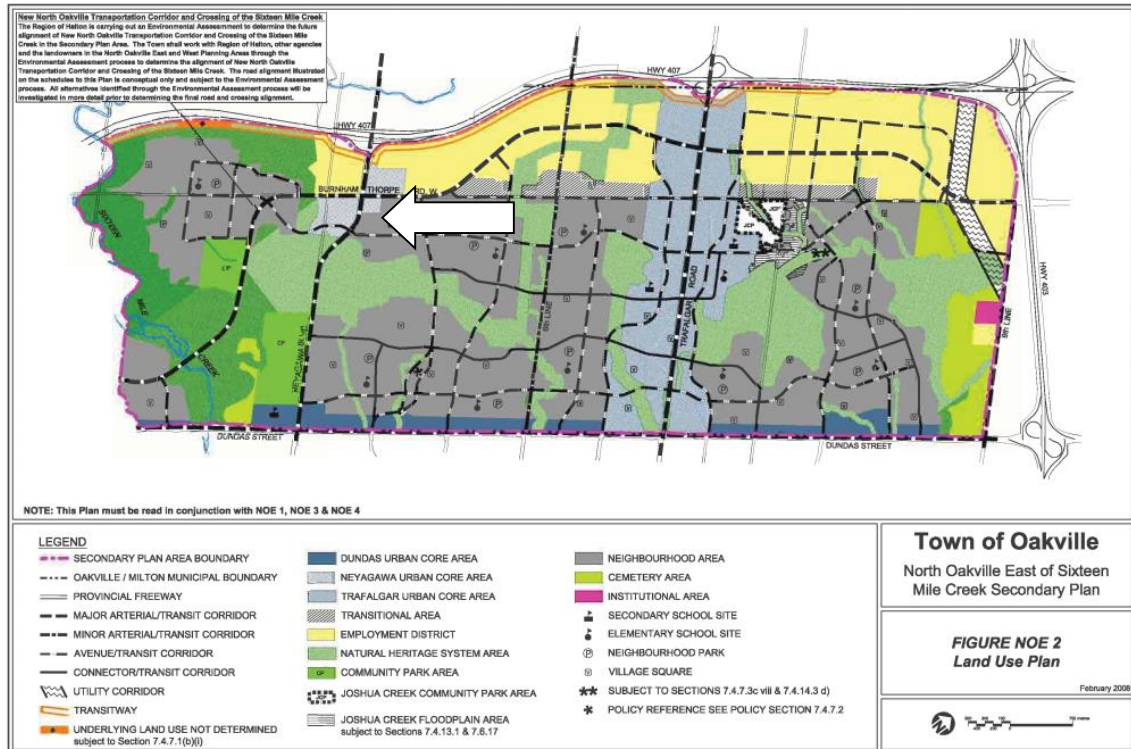 New North Oakville Transportation Corridor and Crossing of the Sixteen Mile Creek
The Region of Halton is carrying out an Environmental Assessment to determine the future
alignment of New North Oakville Transportation Corridor and Crossing of the Sixteen Mile
Creek in the Secondary Plan Area. The Town shall work with Region of Halton, other agencies
and the landowners in the North Oakville East and West Planning Areas through the
Environmental Assessment process to determine the alignment of New North Oakville
Transportation Corridor and Crossing of the Sixteen Mile Creek. The road alignment illustrated
on the schedules to this Plan is conceptual only and subject to the Environmental Assessment
process. All alternatives identified through the Environmental Assessment process will be
investigated in more detail prior to determining the final road and crossing alignment.
HWY 407
HWY 407
BURNHAM THORPE RD. W.
SIXTEEN
MILE
CREEK
CP
CP
JCP
JCP
NEYAGAWA BLVD
6th LINE
TRAFALGAR ROAD
9th LINE
HWY 403
DUNDAS STREET
DUNDAS STREET
NOTE: This Plan must be read in conjunction with NOE 1, NOE 3 & NOE 4
LEGEND
SECONDARY PLAN AREA BOUNDARY
OAKVILLE / MILTON MUNICIPAL BOUNDARY
PROVINCIAL FREEWAY
MAJOR ARTERIAL/TRANSIT CORRIDOR
MINOR ARTERIAL/TRANSIT CORRIDOR
AVENUE/TRANSIT CORRIDOR
CONNECTOR/TRANSIT CORRIDOR
UTILITY CORRIDOR
TRANSITWAY
UNDERLYING LAND USE NOT DETERMINED
subject to Section 7.4.7.1(b)(i)
DUNDAS URBAN CORE AREA
NEYAGAWA URBAN CORE AREA
TRAFALGAR URBAN CORE AREA
TRANSITIONAL AREA
EMPLOYMENT DISTRICT
NATURAL HERITAGE SYSTEM AREA
CP COMMUNITY PARK AREA
JCP JOSHUA CREEK COMMUNITY PARK AREA
JOSHUA CREEK FLOODPLAIN AREA
subject to Sections 7.4.13.1 & 7.6.17
NEIGHBOURHOOD AREA
CEMETERY AREA
INSTITUTIONAL AREA
SECONDARY SCHOOL SITE
ELEMENTARY SCHOOL SITE
P NEIGHBOURHOOD PARK
V VILLAGE SQUARE
** SUBJECT TO SECTIONS 7.4.7.3c viii & 7.4.14.3 d)
* POLICY REFERENCE SEE POLICY SECTION 7.4.7.2
Town of Oakville
North Oakville East of Sixteen
Mile Creek Secondary Plan
FIGURE NOE 2
Land Use Plan
February 2008